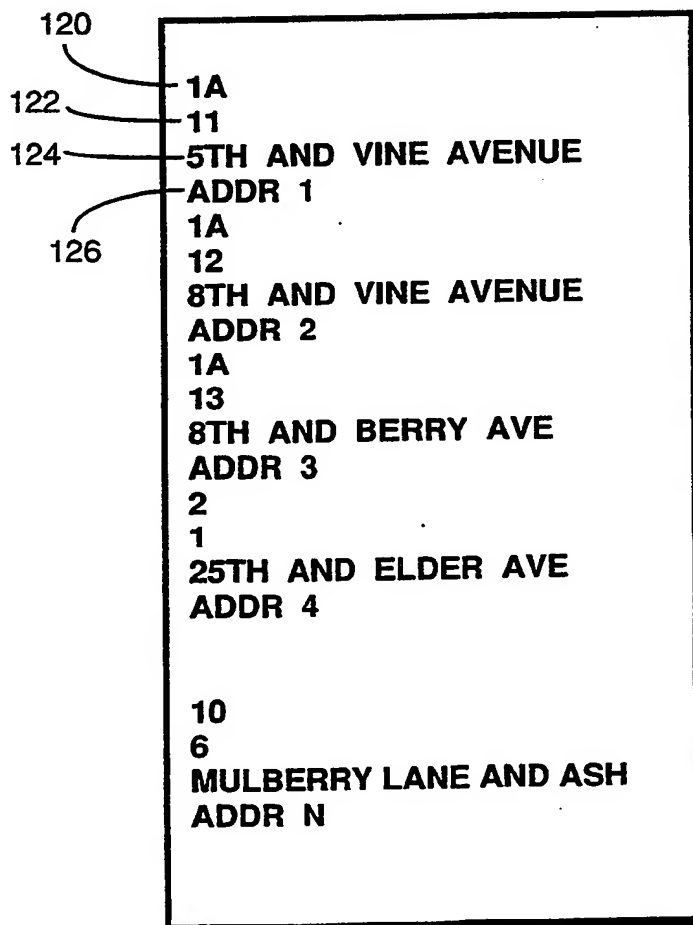 120
122
124
126
1A
11
5TH AND VINE AVENUE
ADDR 1
1A
12
8TH AND VINE AVENUE
ADDR 2
1A
13
8TH AND BERRY AVE
ADDR 3
2
1
25TH AND ELDER AVE
ADDR 4
10
6
MULBERRY LANE AND ASH
ADDR N